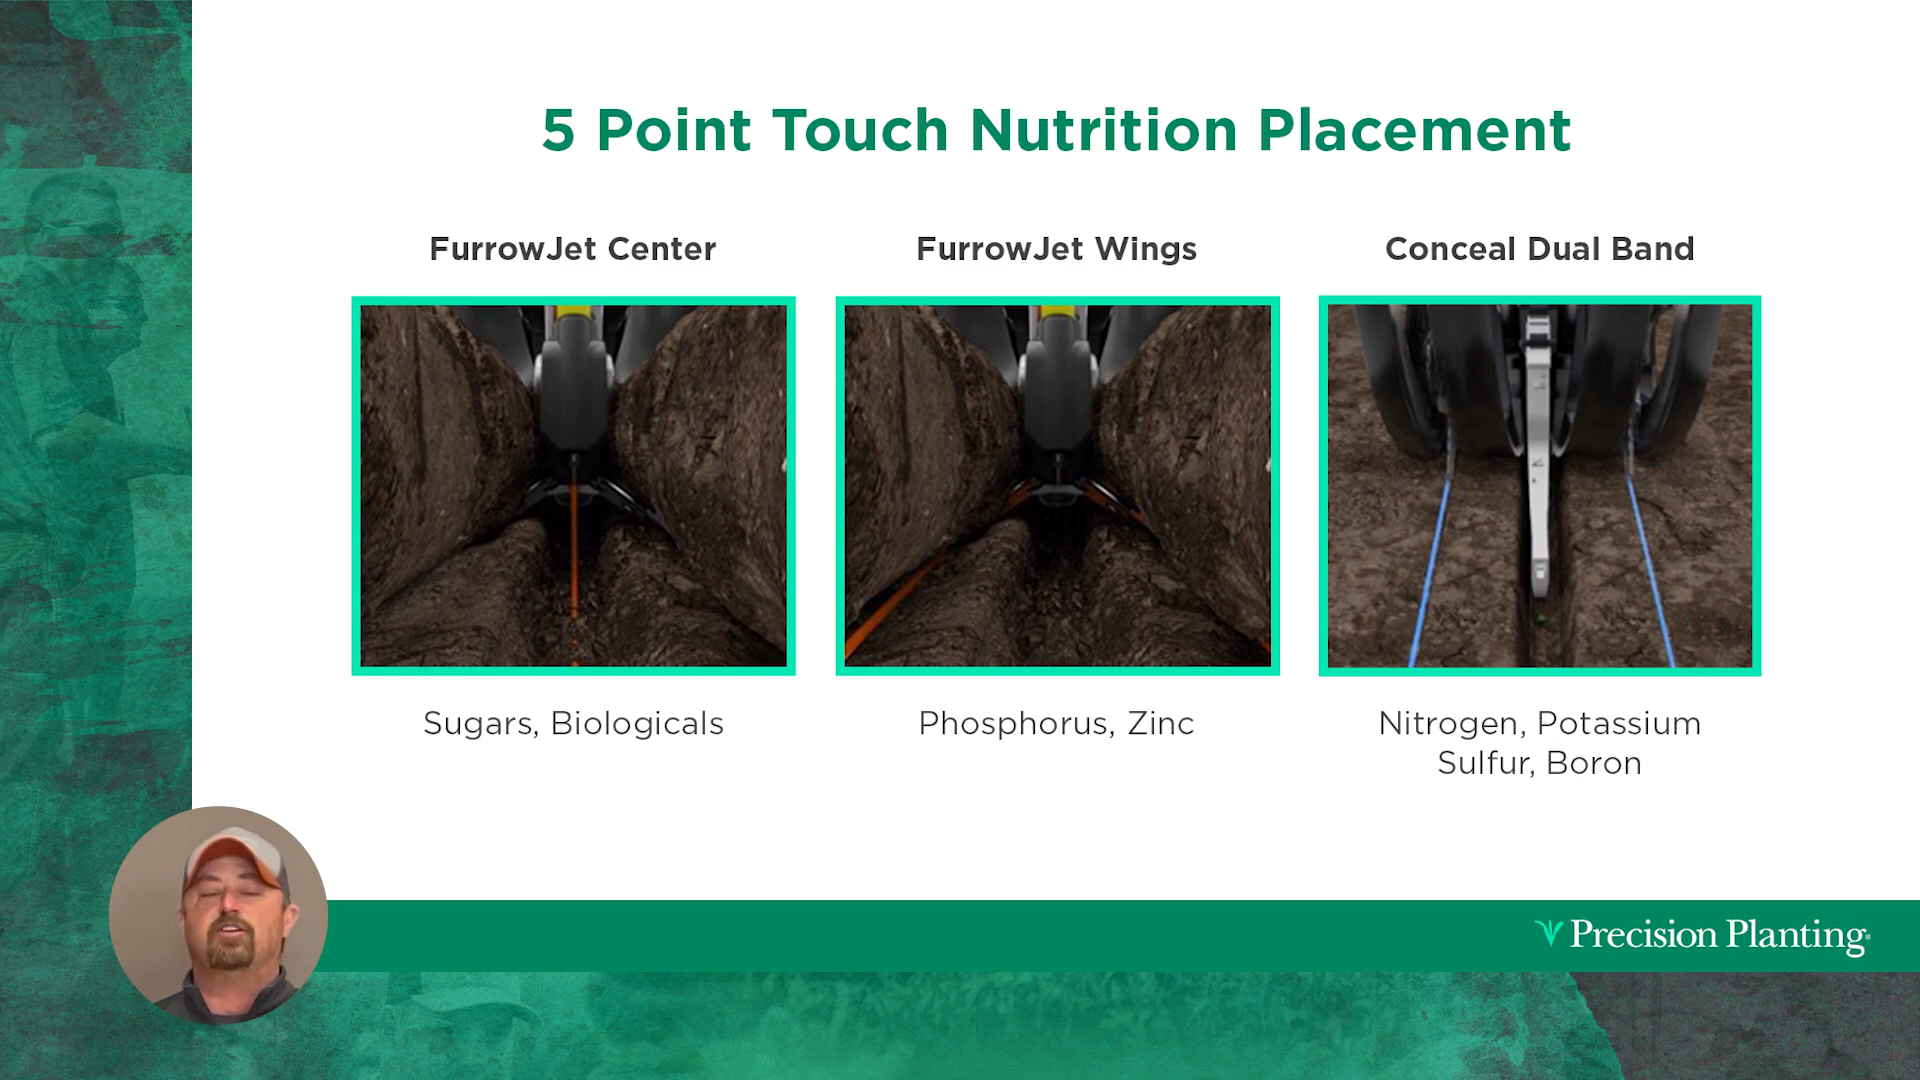 5 Point Touch Nutrition Placement
FurrowJet Center
FurrowJet Wings
Conceal Dual Band
Sugars, Biologicals
Phosphorus, Zinc
Nitrogen, Potassium
Sulfur, Boron
Precision Planting®